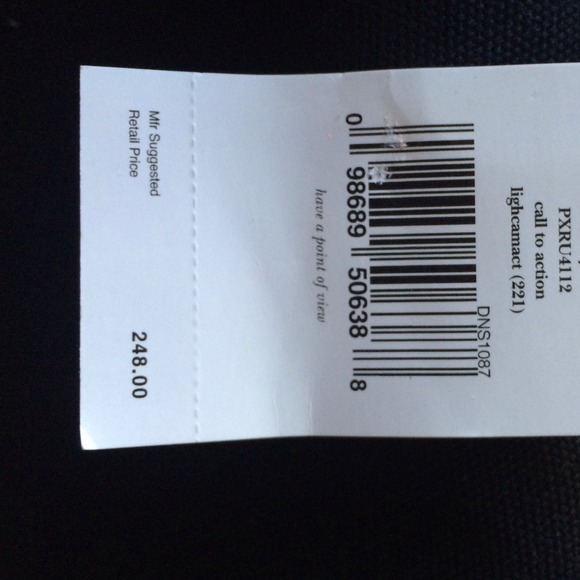 PXRU4112
call to action
lighcamact (221)
DNS1087
0 98689 50638 8
have a point of view
Mfr Suggested
Retail Price
248.00